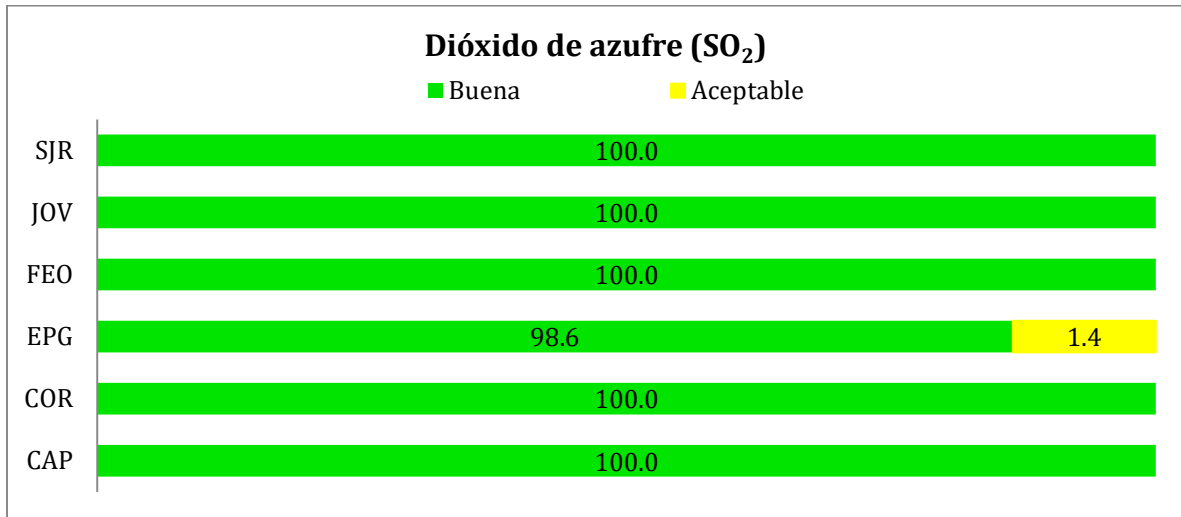 Dióxido de azufre (SO₂)
Buena Aceptable
SJR 100.0
JOV 100.0
FEO 100.0
EPG 98.6 1.4
COR 100.0
CAP 100.0